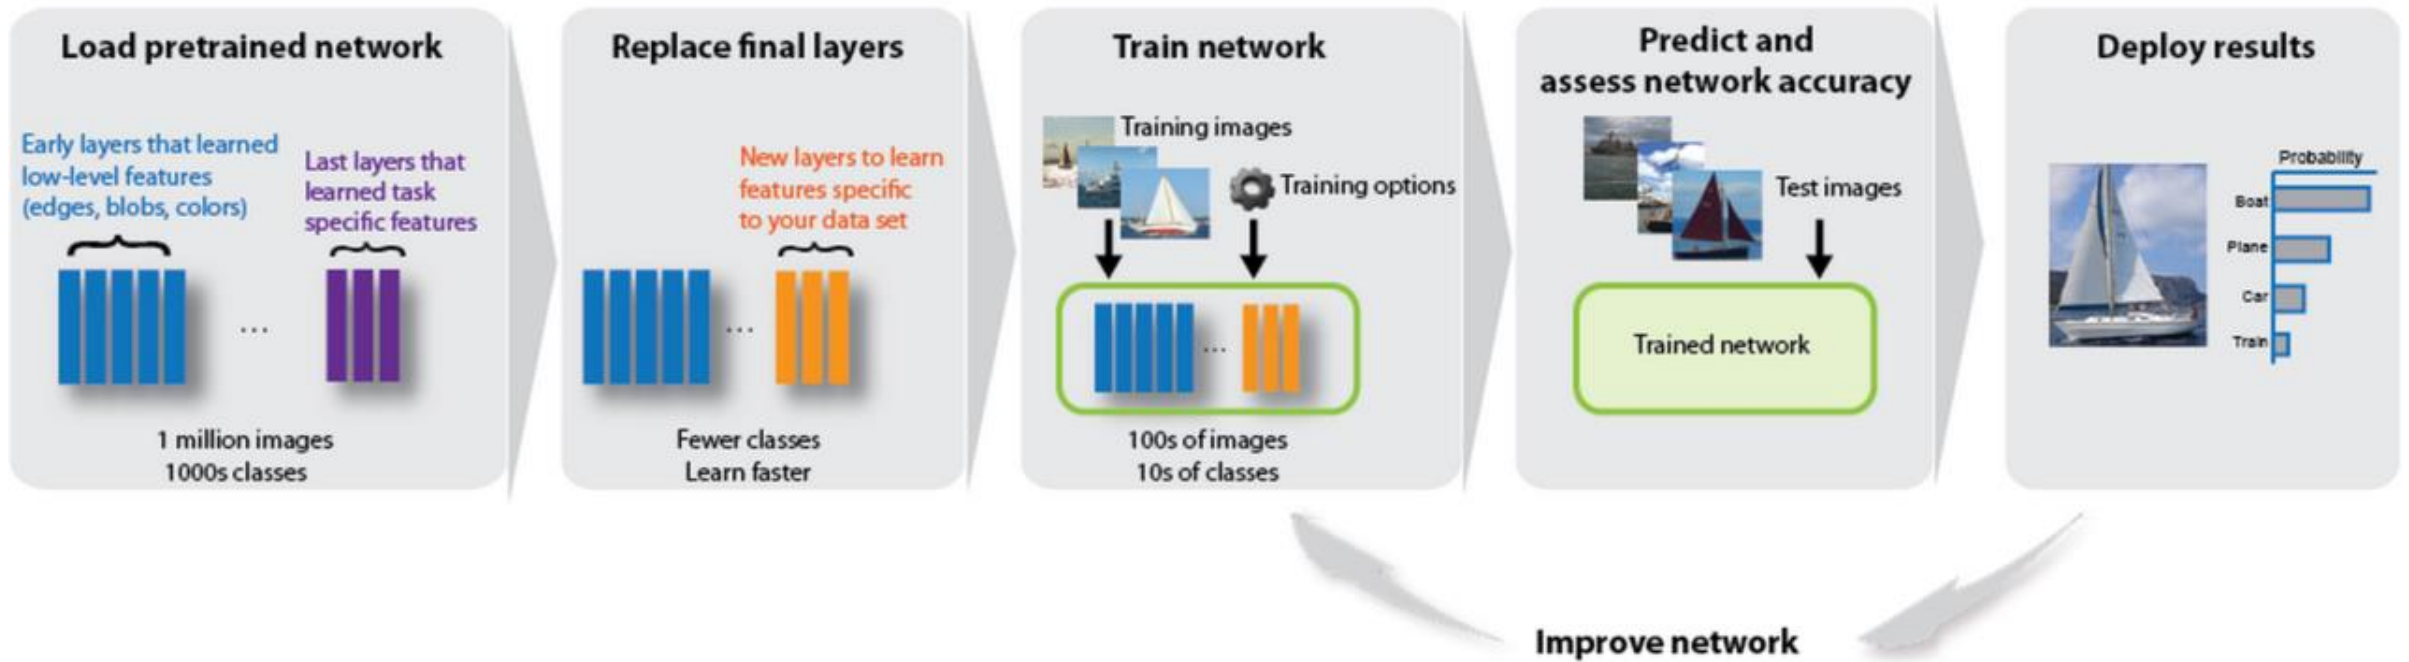 Load pretrained network
Early layers that learned
low-level features
(edges, blobs, colors)
Last layers that
learned task
specific features
...
1 million images
1000s classes
Replace final layers
New layers to learn
features specific
to your data set
...
Fewer classes
Learn faster
Train network
Training images
Training options
...
100s of images
10s of classes
Predict and
assess network accuracy
Test images
Trained network
Deploy results
Probability
Boat
Plane
Car
Train
Improve network